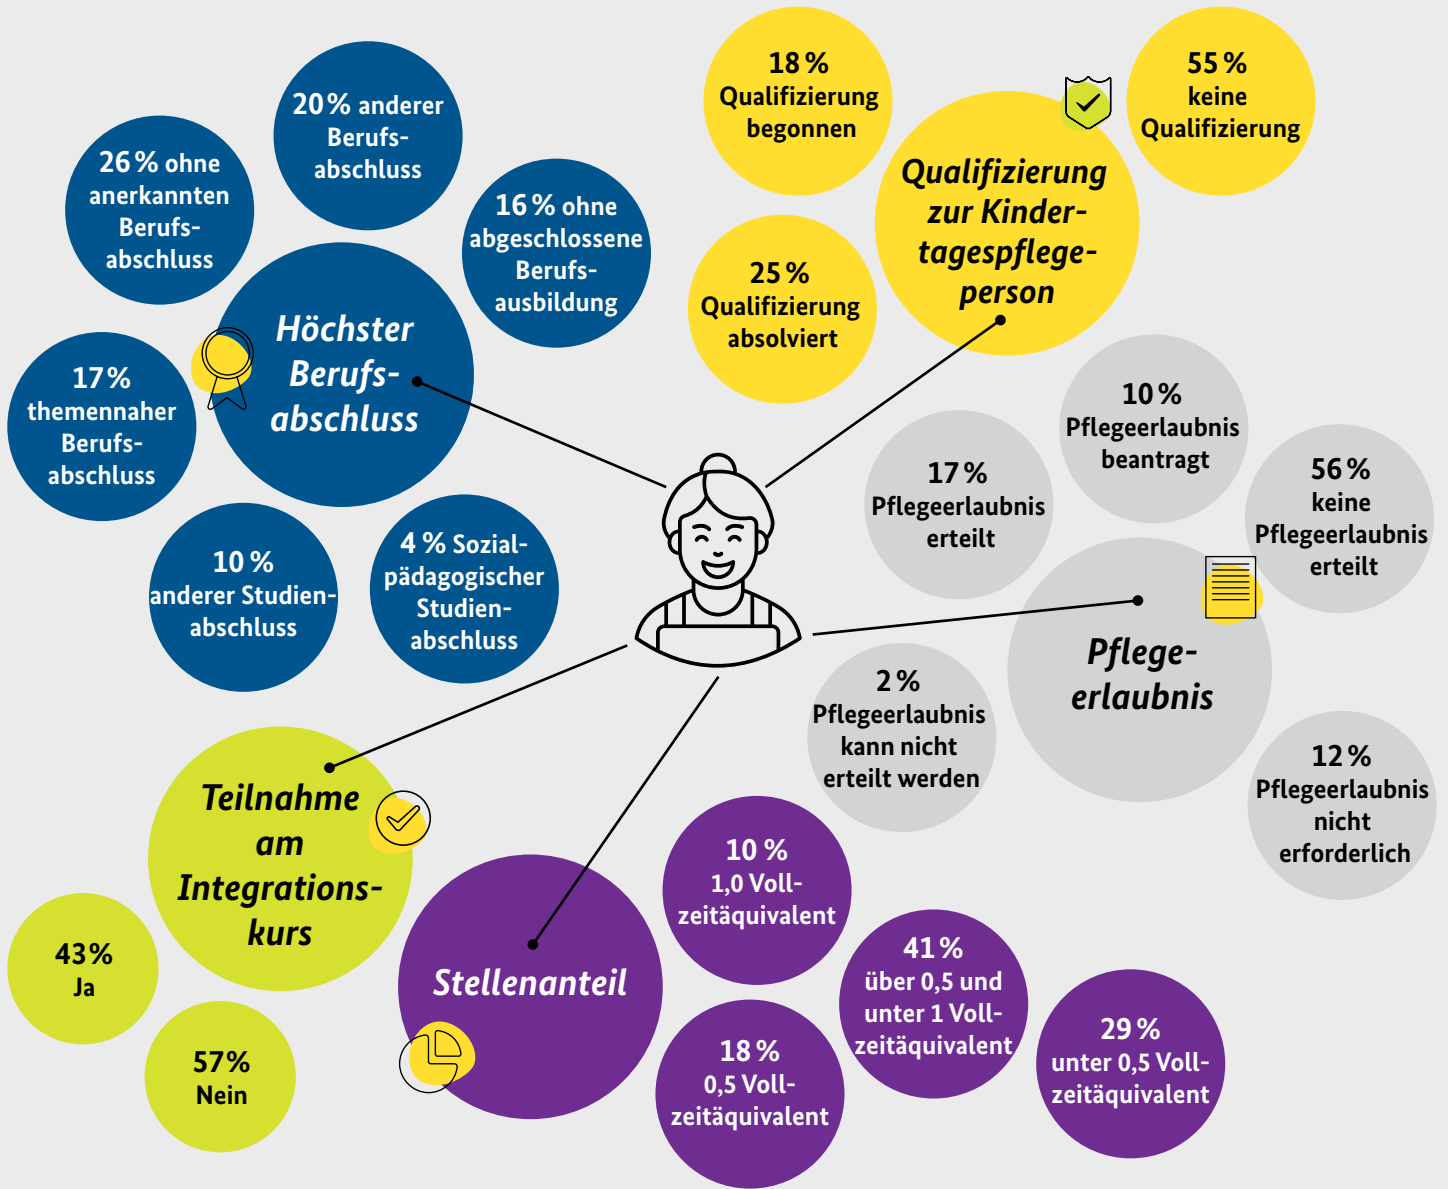 Höchster
Berufs-
abschluss
20 % anderer
Berufs-
abschluss
26 % ohne
anerkannten
Berufs-
abschluss
16 % ohne
abgeschlossene
Berufs-
ausbildung
17 %
themennaher
Berufs-
abschluss
10 %
anderer Studien-
abschluss
4 % Sozial-
pädagogischer
Studien-
abschluss
Qualifizierung
zur Kinder-
tagespflege-
person
18 %
Qualifizierung
begonnen
55 %
keine
Qualifizierung
25 %
Qualifizierung
absolviert
Pflege-
erlaubnis
10 %
Pflegeerlaubnis
beantragt
17 %
Pflegeerlaubnis
erteilt
56 %
keine
Pflegeerlaubnis
erteilt
2 %
Pflegeerlaubnis
kann nicht
erteilt werden
12 %
Pflegeerlaubnis
nicht
erforderlich
Teilnahme
am
Integrations-
kurs
43 %
Ja
57 %
Nein
Stellenanteil
10 %
1,0 Voll-
zeitäquivalent
41 %
über 0,5 und
unter 1 Voll-
zeitäquivalent
18 %
0,5 Voll-
zeitäquivalent
29 %
unter 0,5 Voll-
zeitäquivalent